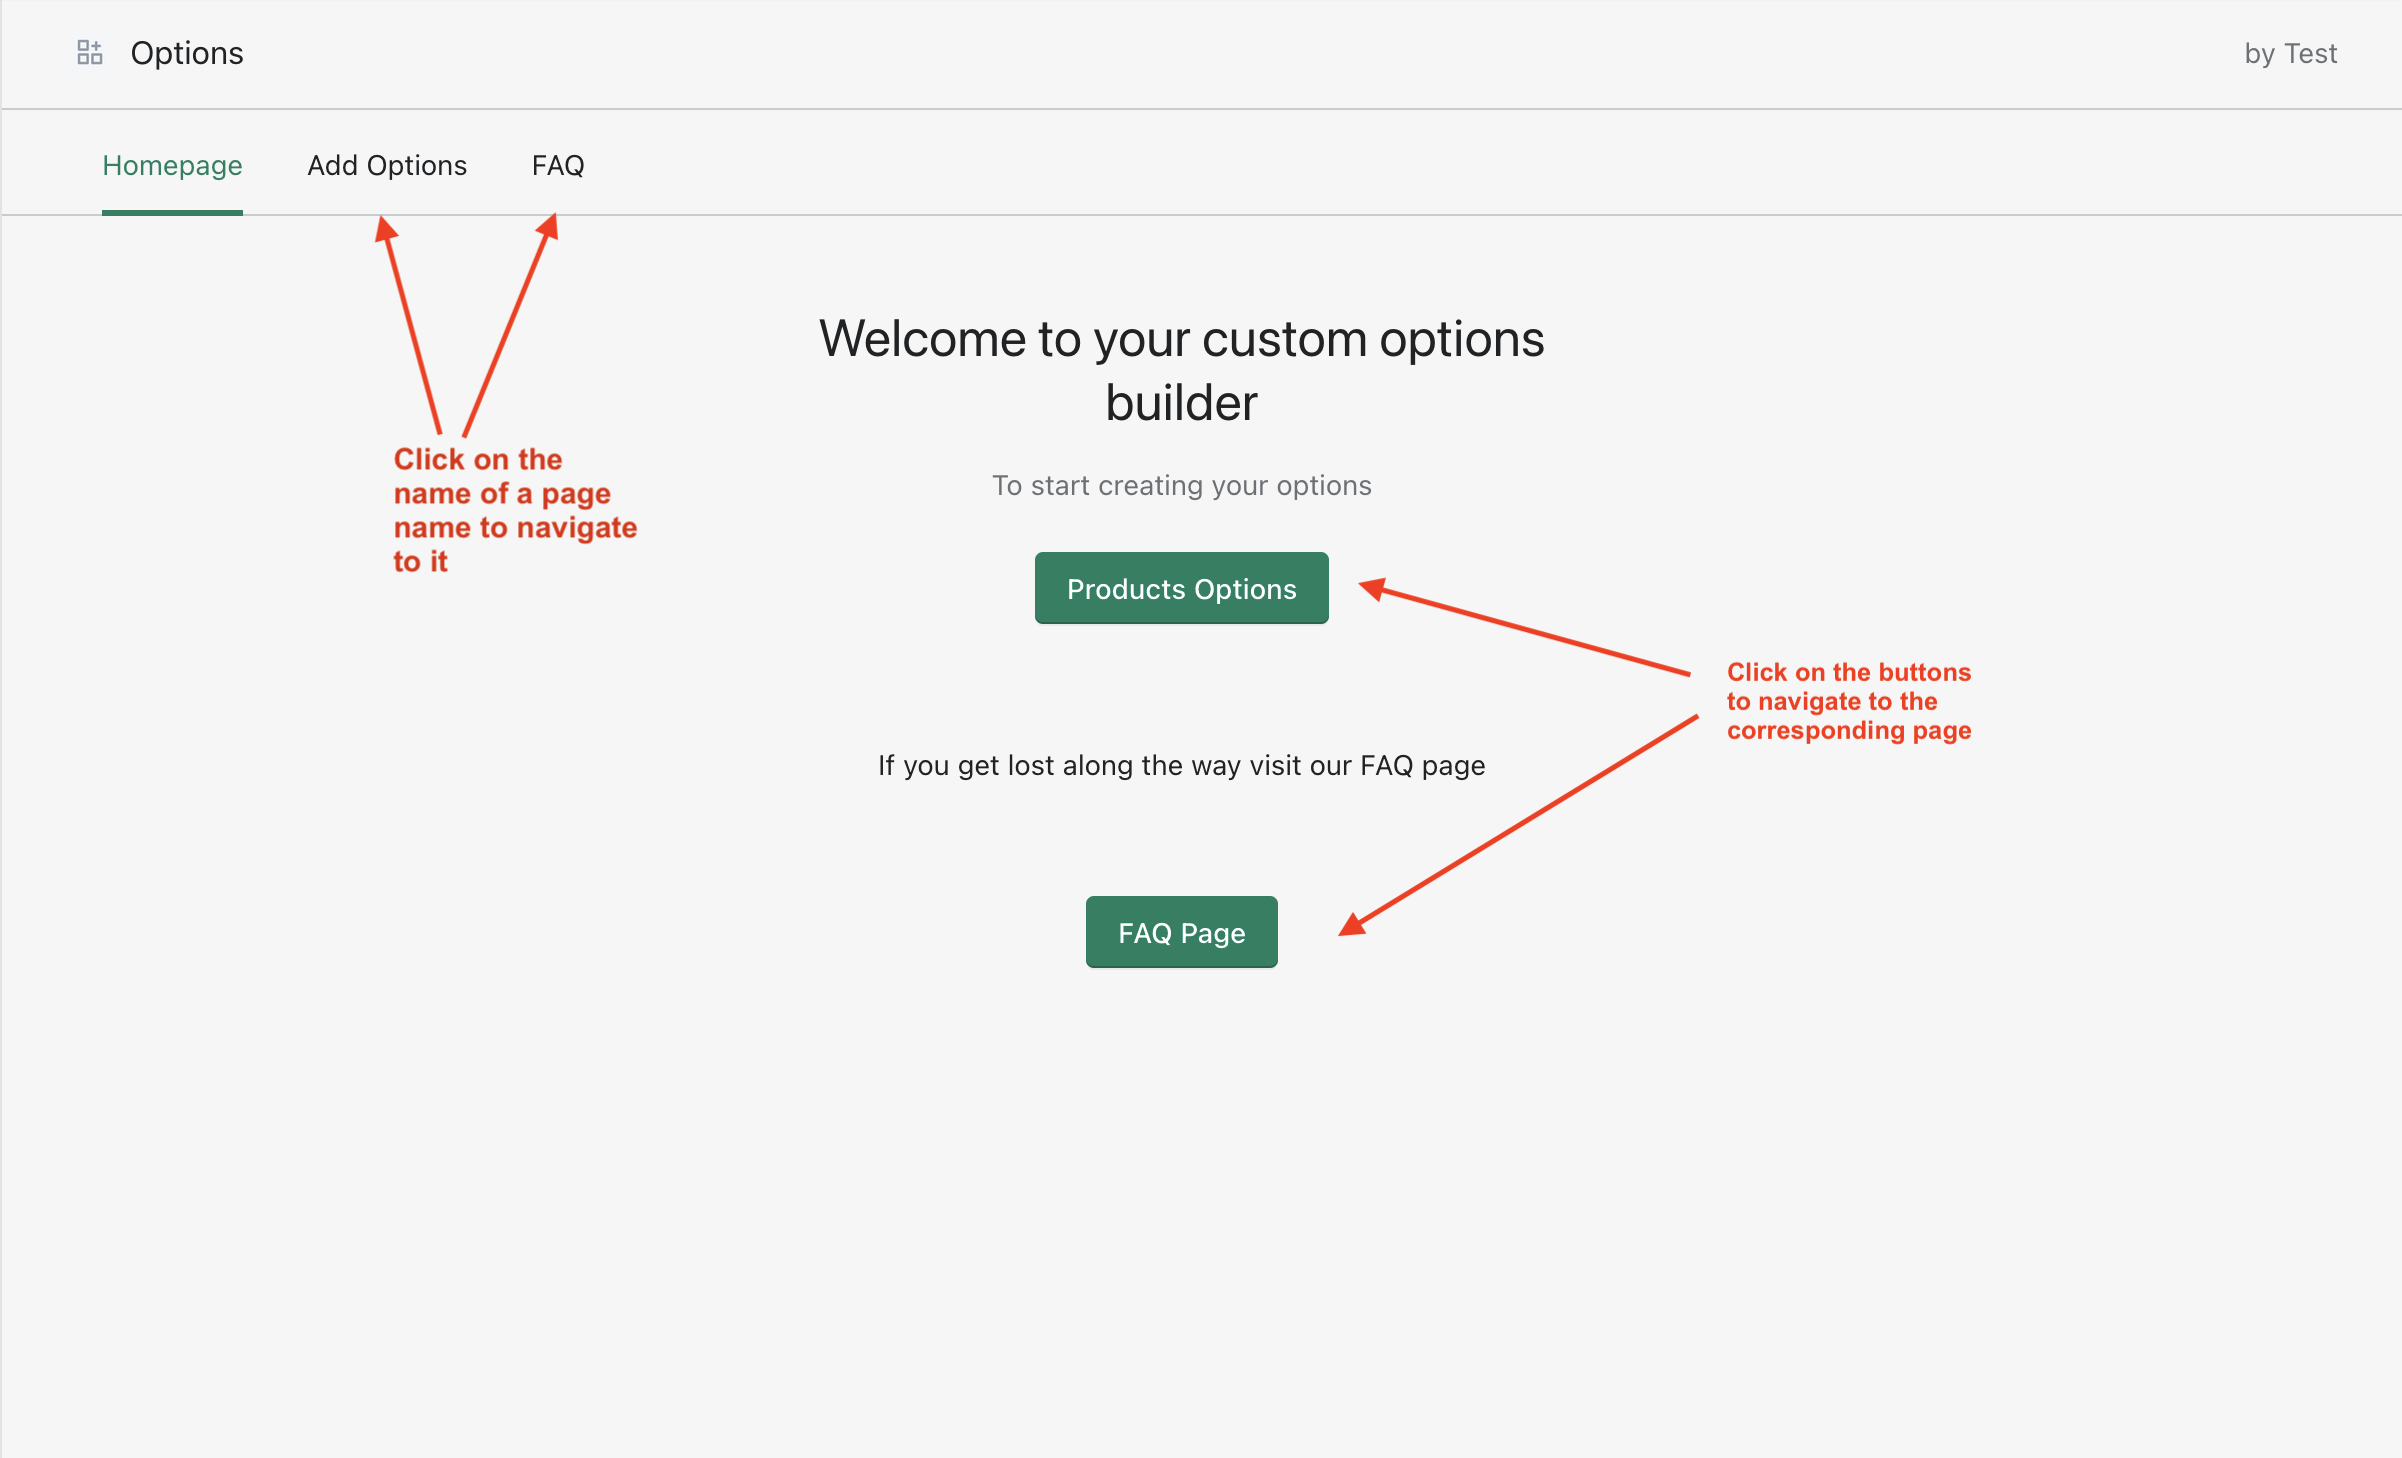 Options
by Test
Homepage
Add Options
FAQ
Welcome to your custom options
builder
To start creating your options
Click on the
name of a page
name to navigate
to it
Products Options
Click on the buttons
to navigate to the
corresponding page
If you get lost along the way visit our FAQ page
FAQ Page